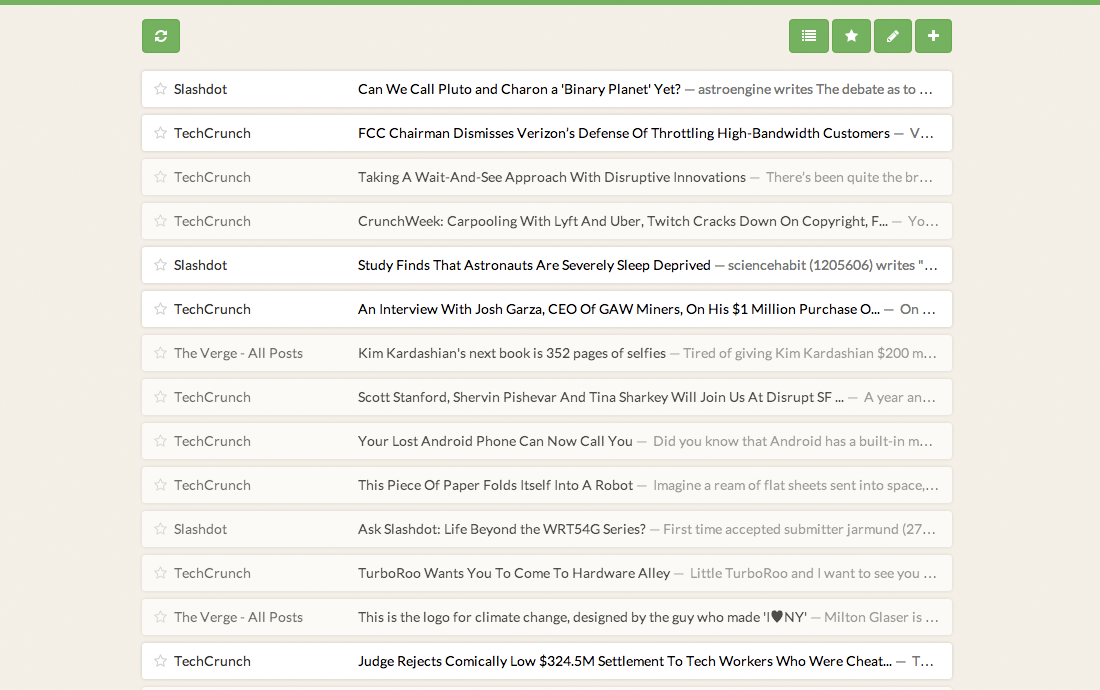 Slashdot Can We Call Pluto and Charon a 'Binary Planet' Yet? — astroengine writes The debate as to ...
TechCrunch FCC Chairman Dismisses Verizon's Defense Of Throttling High-Bandwidth Customers — V...
TechCrunch Taking A Wait-And-See Approach With Disruptive Innovations — There's been quite the br...
TechCrunch CrunchWeek: Carpooling With Lyft And Uber, Twitch Cracks Down On Copyright, F... — Yo...
Slashdot Study Finds That Astronauts Are Severely Sleep Deprived — sciencehabit (1205606) writes "...
TechCrunch An Interview With Josh Garza, CEO Of GAW Miners, On His $1 Million Purchase O... — On ...
The Verge - All Posts Kim Kardashian's next book is 352 pages of selfies — Tired of giving Kim Kardashian $200 m...
TechCrunch Scott Stanford, Shervin Pishevar And Tina Sharkey Will Join Us At Disrupt SF ... — A year an...
TechCrunch Your Lost Android Phone Can Now Call You — Did you know that Android has a built-in m...
TechCrunch This Piece Of Paper Folds Itself Into A Robot — Imagine a ream of flat sheets sent into space,...
Slashdot Ask Slashdot: Life Beyond the WRT54G Series? — First time accepted submitter jarmund (27...
TechCrunch TurboRoo Wants You To Come To Hardware Alley — Little TurboRoo and I want to see you ...
The Verge - All Posts This is the logo for climate change, designed by the guy who made 'I♥NY' — Milton Glaser is ...
TechCrunch Judge Rejects Comically Low $324.5M Settlement To Tech Workers Who Were Cheat... — T...